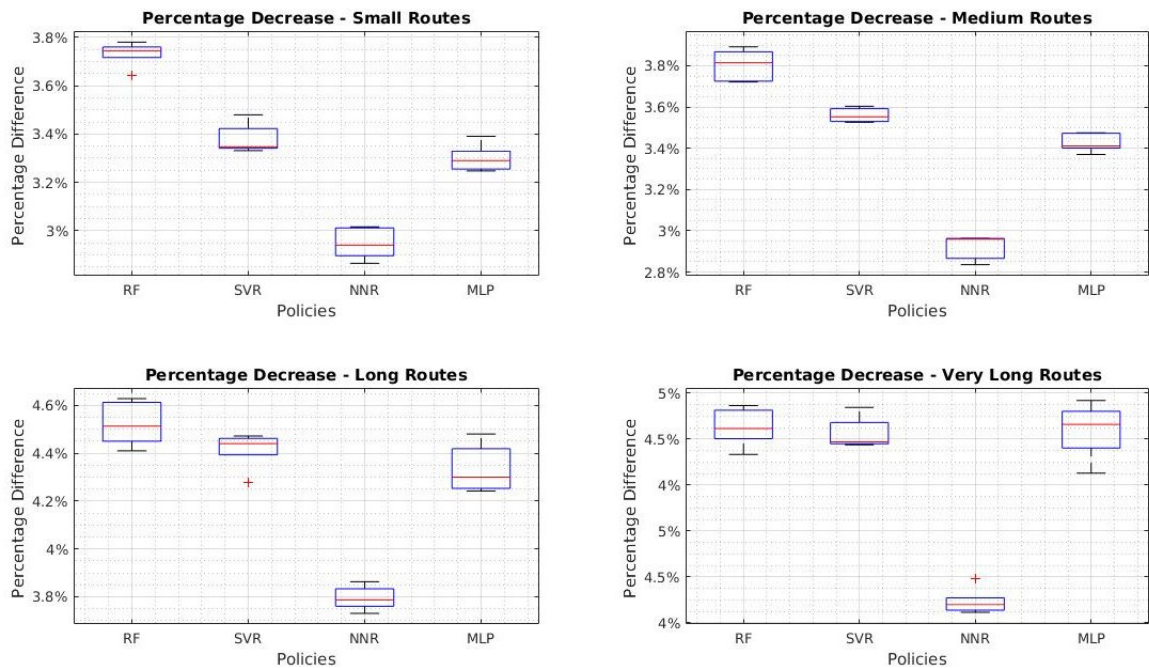 Percentage Decrease - Small Routes
Percentage Difference
3.8%
3.6%
3.4%
3.2%
3%
RF SVR NNR MLP
Policies
Percentage Decrease - Medium Routes
Percentage Difference
3.8%
3.6%
3.4%
3.2%
3%
2.8%
RF SVR NNR MLP
Policies
Percentage Decrease - Long Routes
Percentage Difference
4.6%
4.4%
4.2%
4%
3.8%
RF SVR NNR MLP
Policies
Percentage Decrease - Very Long Routes
Percentage Difference
5%
4.5%
4%
5%
4.5%
4%
RF SVR NNR MLP
Policies